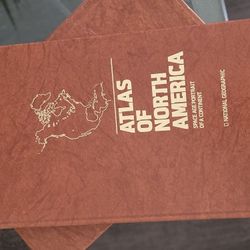 ATLAS
OF
NORTH
AMERICA
SPACE AGE PORTRAIT
OF A CONTINENT
NATIONAL GEOGRAPHIC